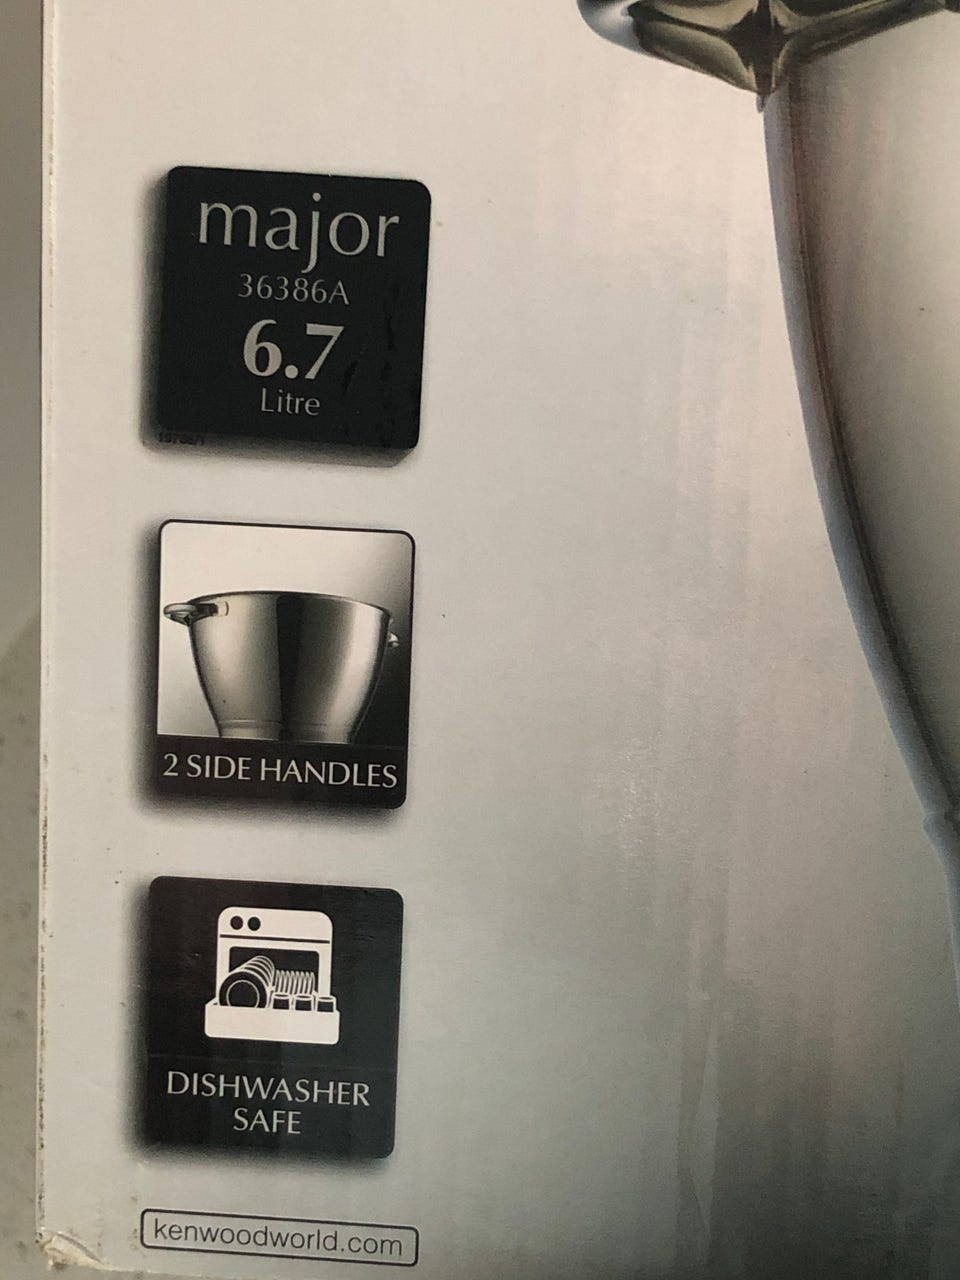 major
36386A
6.7
Litre
2 SIDE HANDLES
DISHWASHER
SAFE
kenwoodworld.com